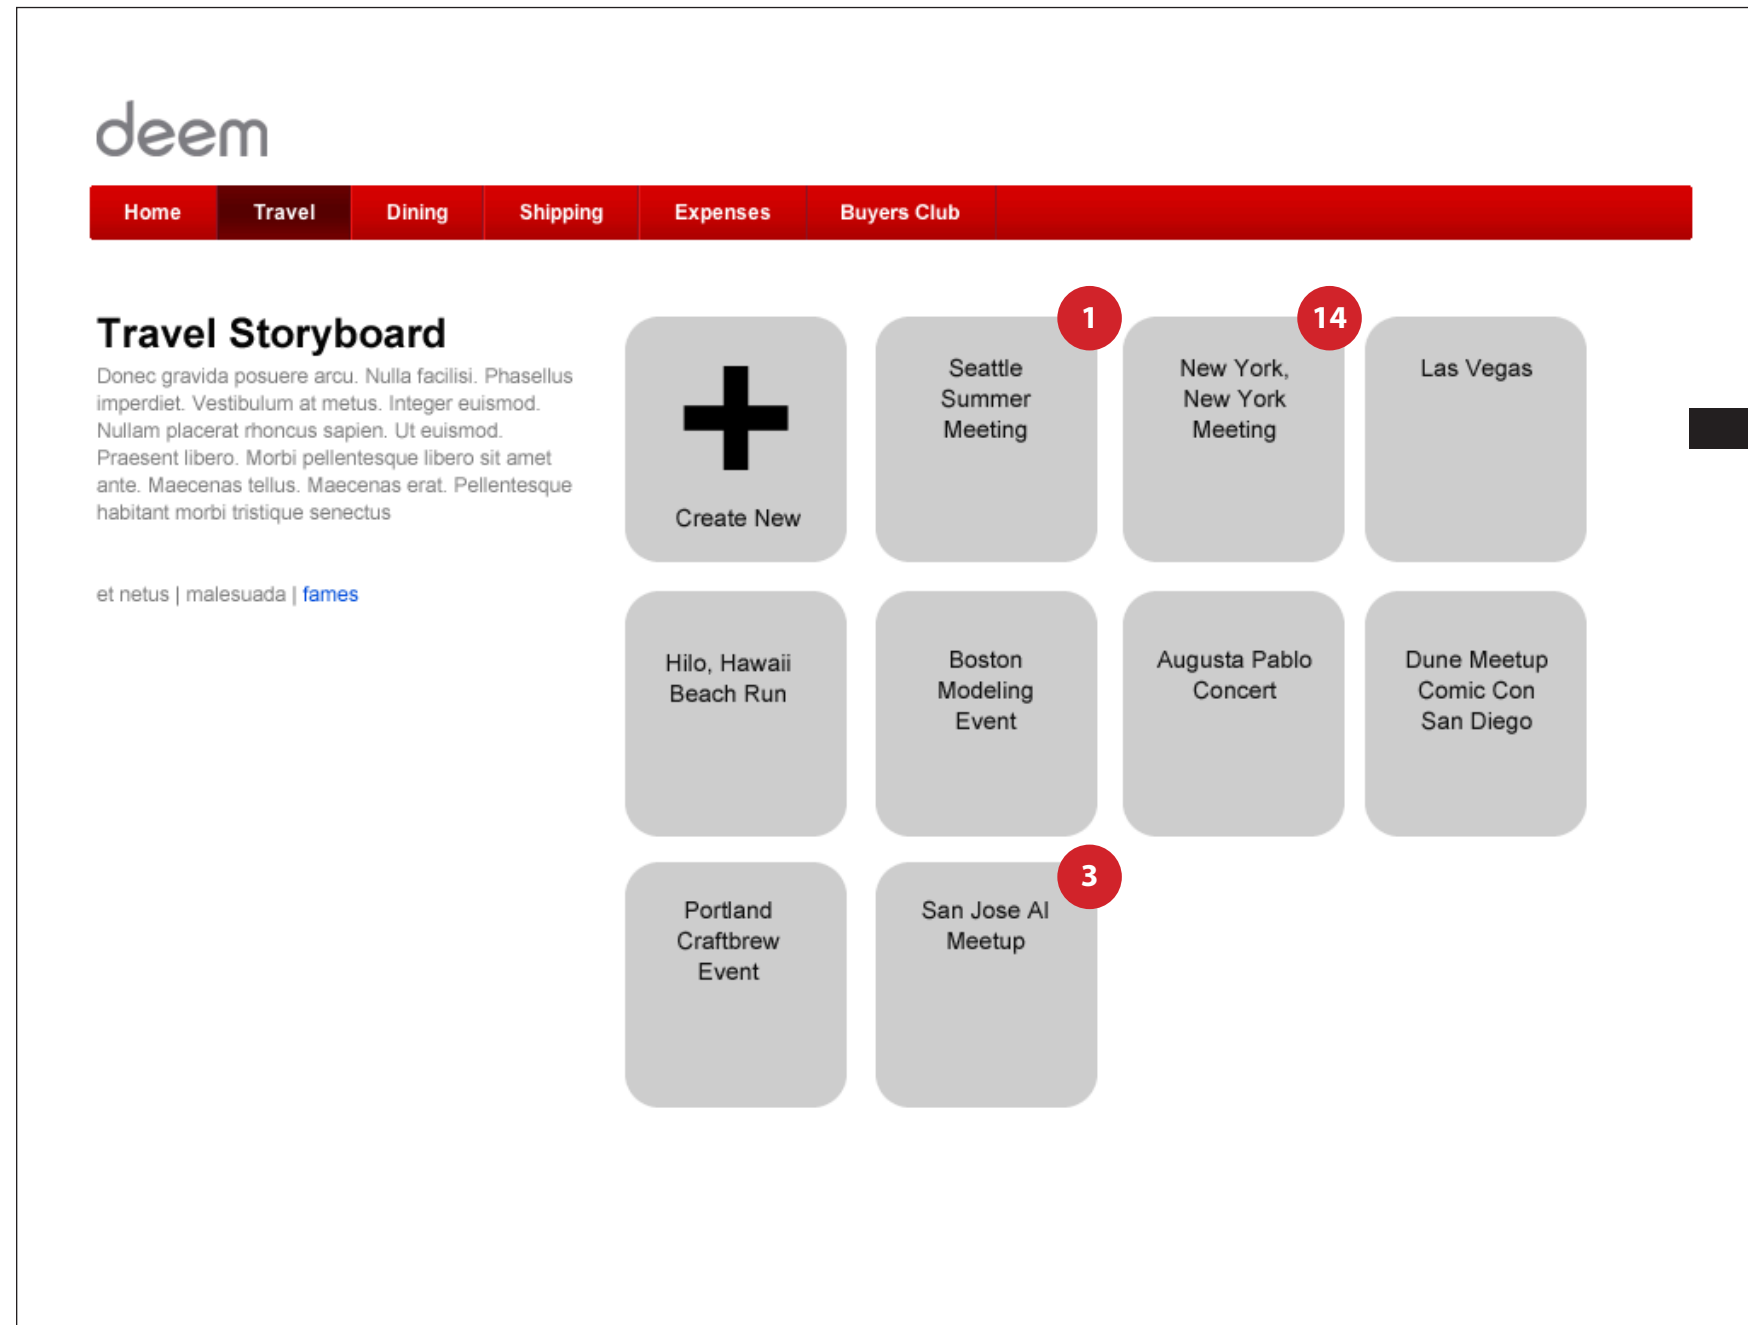 deem
Home Travel Dining Shipping Expenses Buyers Club
Travel Storyboard
Donec gravida posuere arcu. Nulla facilisi. Phasellus
imperdiet. Vestibulum at metus. Integer euismod.
Nullam placerat rhoncus sapien. Ut euismod.
Praesent libero. Morbi pellentesque libero sit amet
ante. Maecenas tellus. Maecenas erat. Pellentesque
habitant morbi tristique senectus
et netus | malesuada | fames
Create New
1
Seattle
Summer
Meeting
14
New York,
New York
Meeting
Las Vegas
Hilo, Hawaii
Beach Run
Boston
Modeling
Event
Augusta Pablo
Concert
Dune Meetup
Comic Con
San Diego
Portland
Craftbrew
Event
3
San Jose AI
Meetup